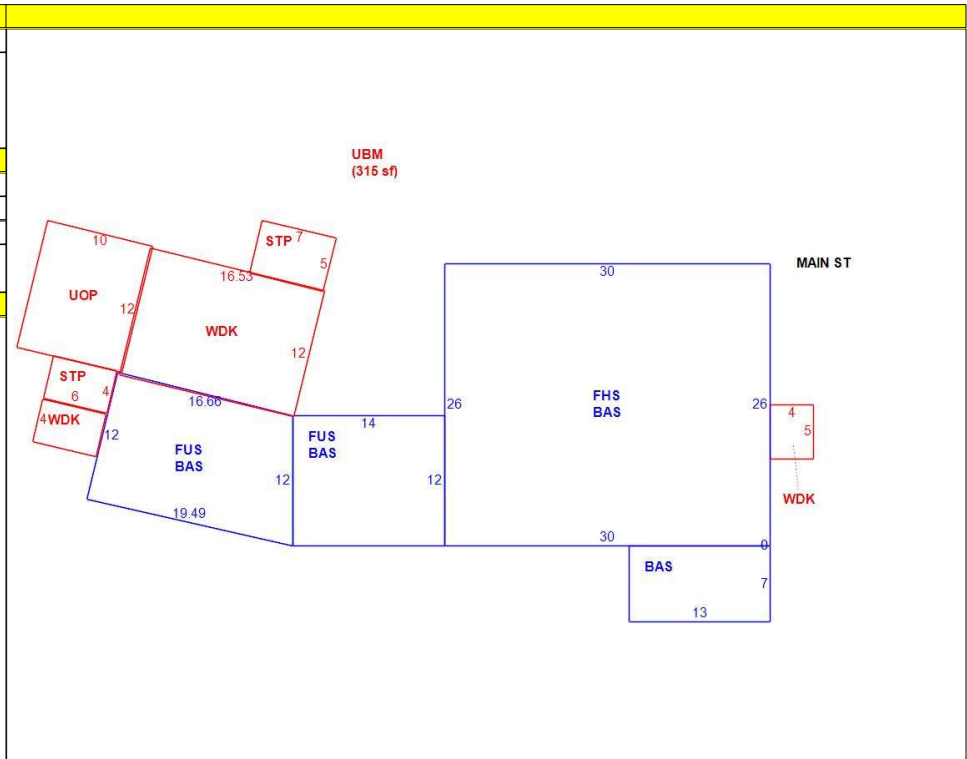 UBM
(315 sf)
10
STP 7
5
16.53
UOP
12
WDK
12
30
MAIN ST
STP
6
4
4 WDK
16.66
12
FUS
BAS
12
19.49
14
FUS
BAS
12
26
FHS
BAS
26
4
5
WDK
30
0
BAS
7
13